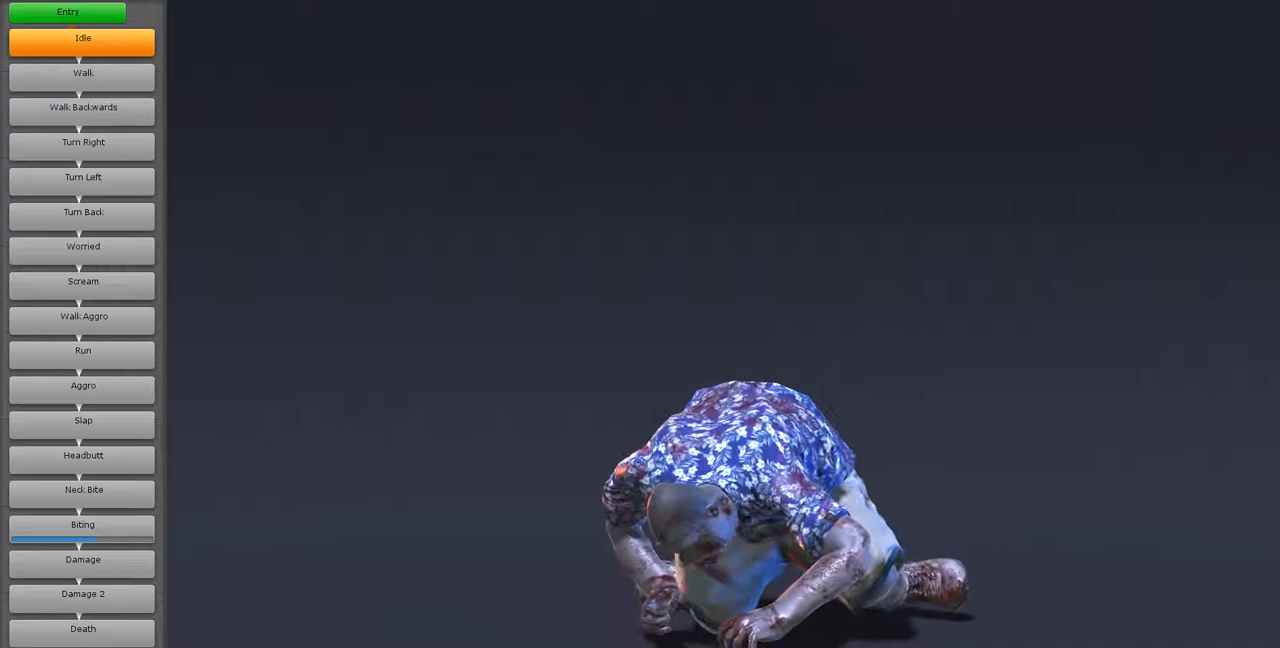 Entry
Idle
Walk
Walk Backwards
Turn Right
Turn Left
Turn Back
Worried
Scream
Walk Aggro
Run
Aggro
Slap
Headbutt
Neck Bite
Biting
Damage
Damage 2
Death